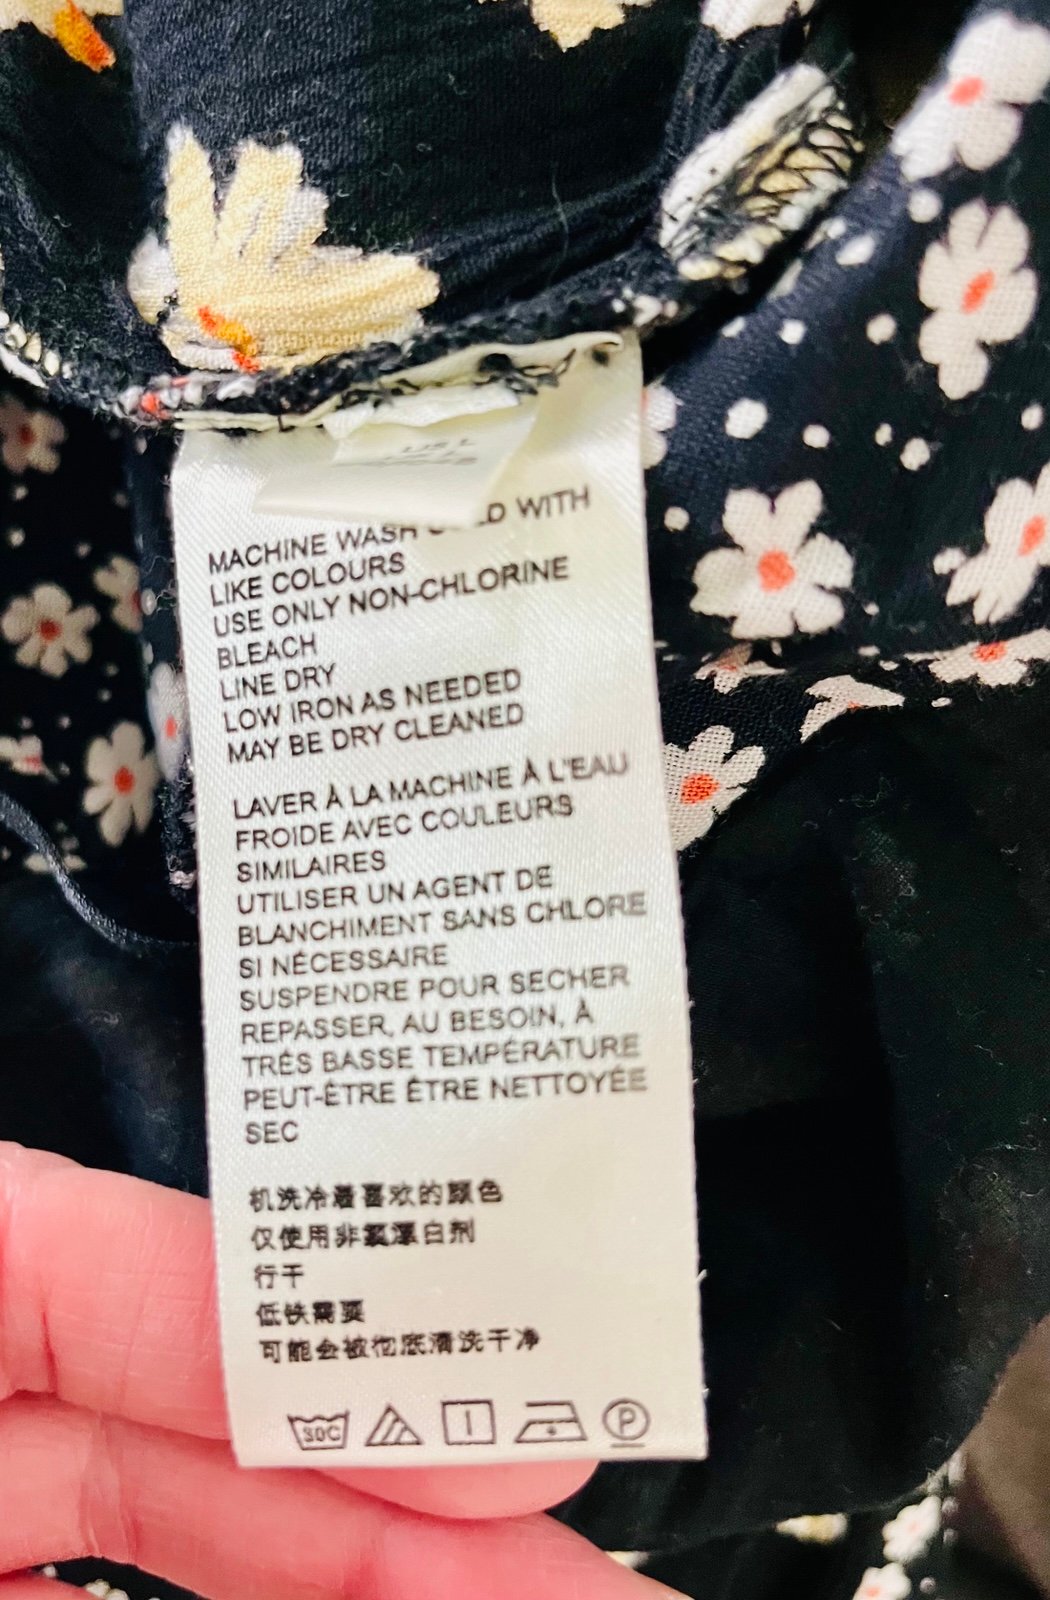 US L
MACHINE WASH WITH
LIKE COLOURS
USE ONLY NON-CHLORINE
BLEACH
LINE DRY
LOW IRON AS NEEDED
MAY BE DRY CLEANED
LAVER À LA MACHINE À L'EAU
FROIDE AVEC COULEURS
SIMILAIRES
UTILISER UN AGENT DE
BLANCHIMENT SANS CHLORE
SI NÉCESSAIRE
SUSPENDRE POUR SECHER
REPASSER, AU BESOIN, À
TRÉS BASSE TEMPÉRATURE
PEUT-ÊTRE ÊTRE NETTOYÉE
SEC
机洗冷着喜欢的颜色
仅使用非氯漂白剂
行干
低铁需要
可能会被彻底清洗干净
30C P